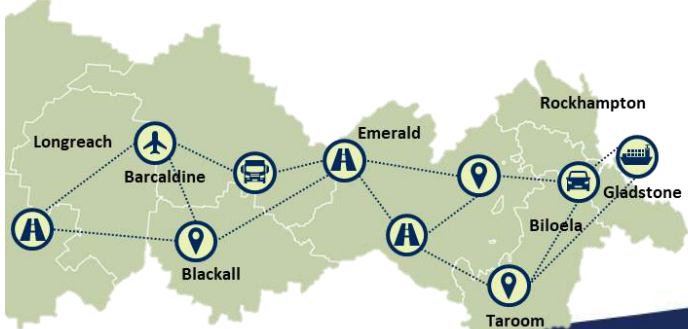 Rockhampton
Emerald
Longreach
Barcaldine
Gladstone
Biloela
Blackall
Taroom